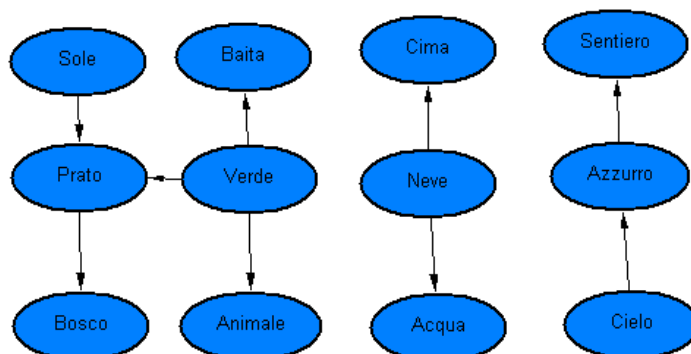 Sole
Baita
Cima
Sentiero
Prato
Verde
Neve
Azzurro
Bosco
Animale
Acqua
Cielo